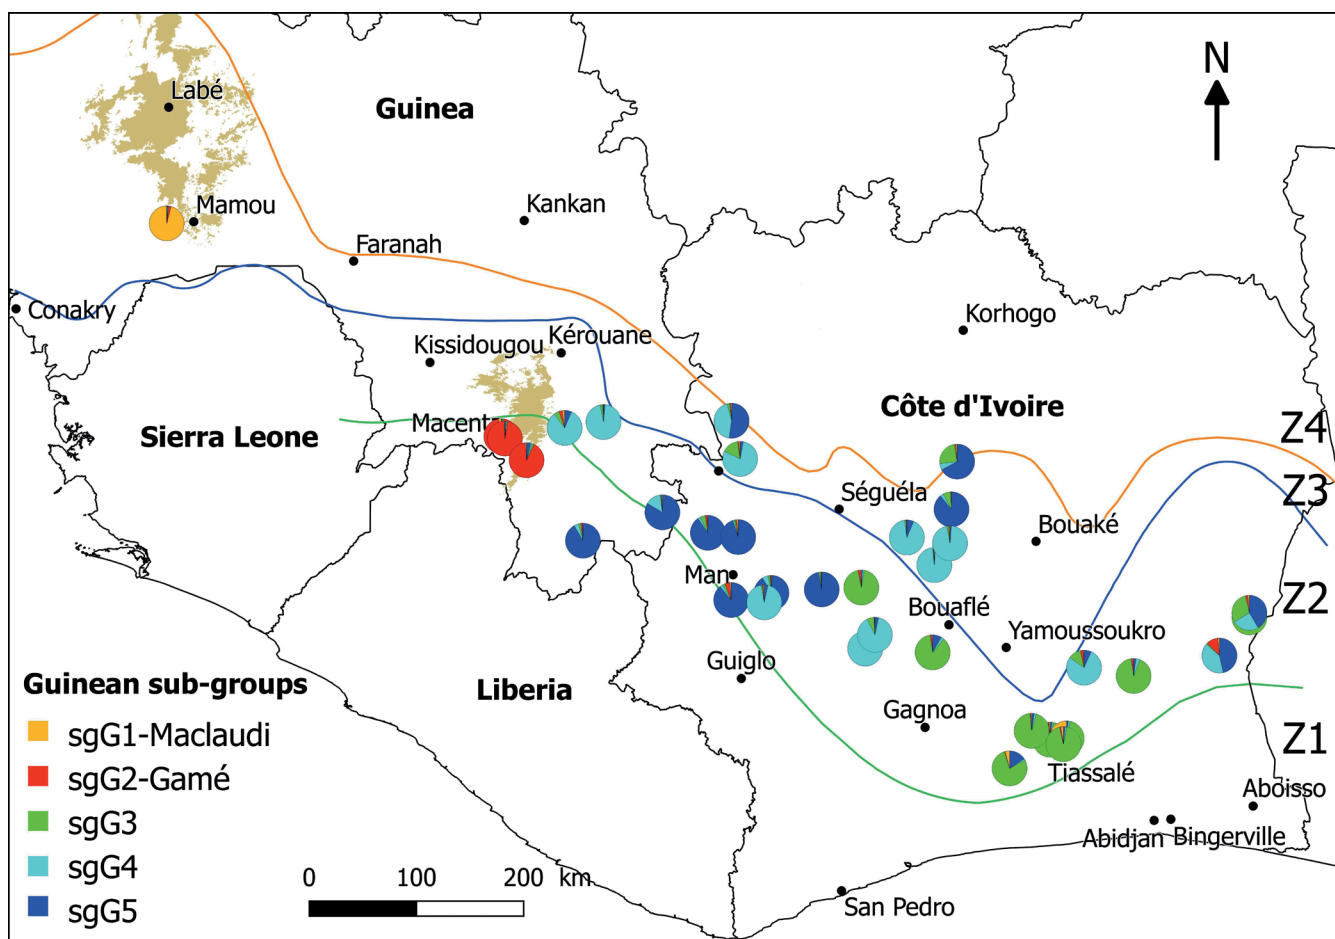 N
Labé
Guinea
Mamou
Kankan
Faranah
Conakry
Korhogo
Kissidougou
Kérouane
Côte d'Ivoire
Macent
Sierra Leone
Z4
Z3
Séguéla
Bouaké
Man
Z2
Bouaflé
Yamoussoukro
Guiglo
Liberia
Guinean sub-groups
Gagnoa
Z1
sgG1-Maclaudi
sgG2-Gamé
Tiassalé
Aboisso
sgG3
Abidjan
Bingerville
sgG4
0 100 200 km
sgG5
San Pedro